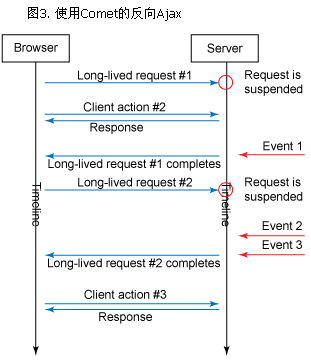 图3. 使用Comet的反向Ajax
Browser
Server
Long-lived request #1
Request is
suspended
Client action #2
Response
Event 1
Long-lived request #1 completes
Timeline
Timeline
Long-lived request #2
Request is
suspended
Event 2
Event 3
Long-lived request #2 completes
Client action #3
Response